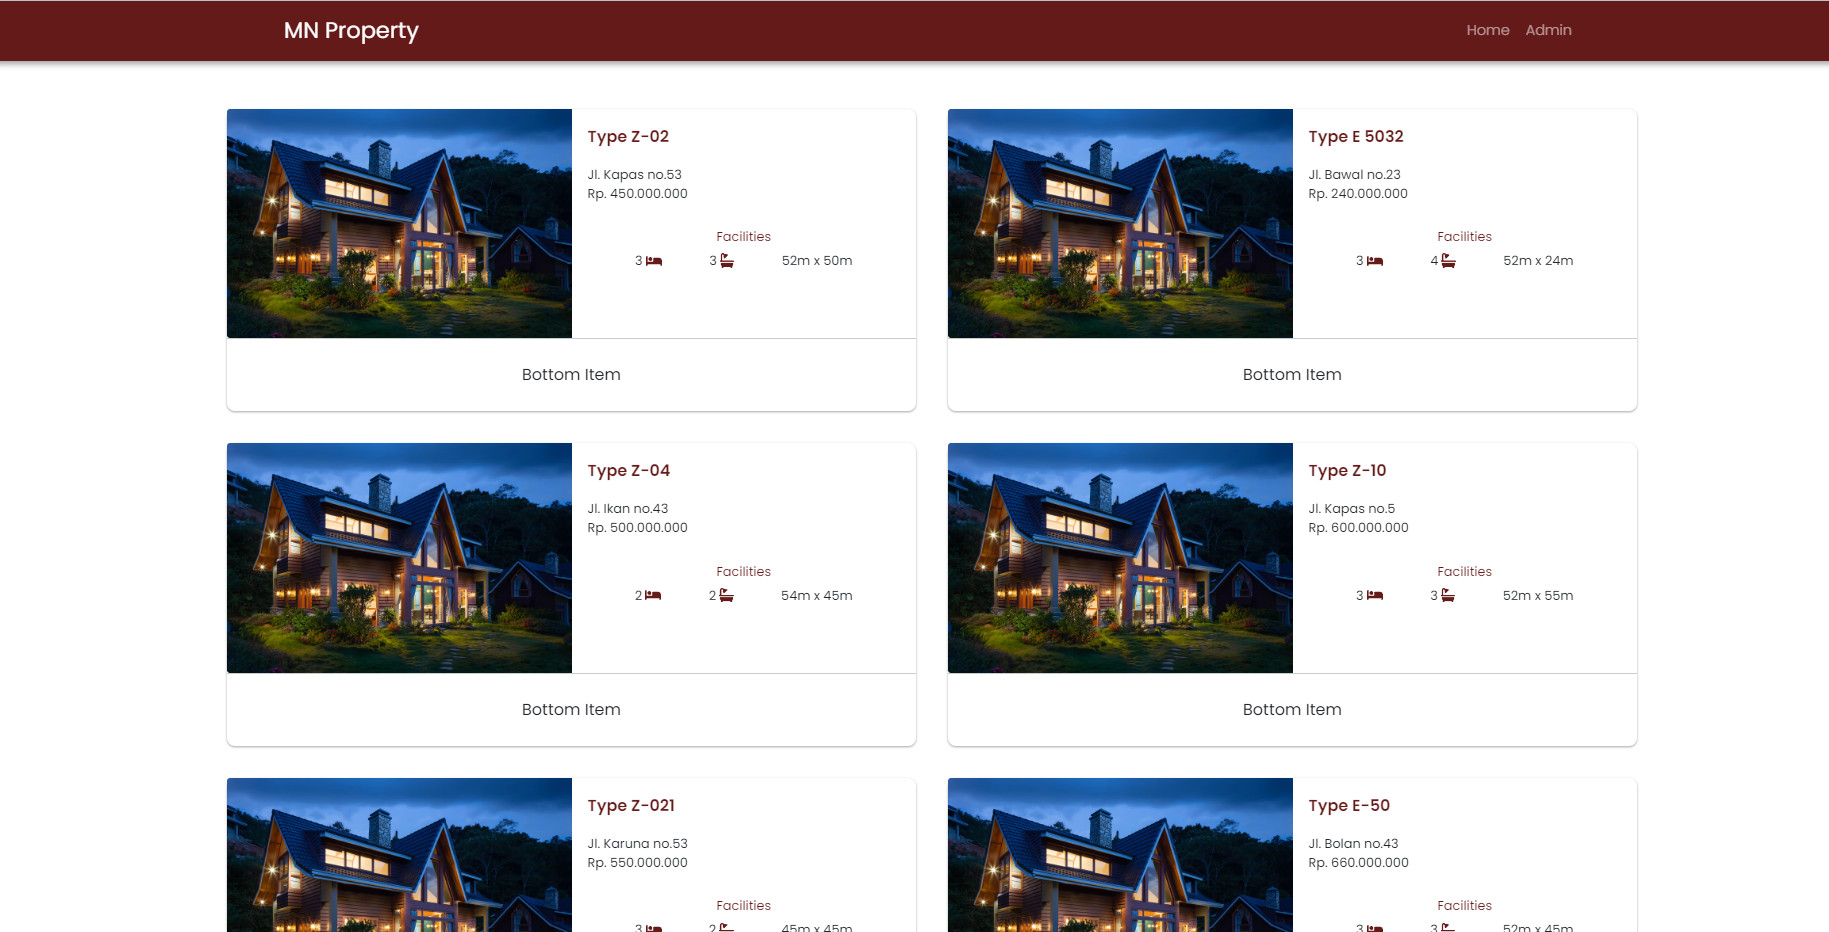 MN Property
Home Admin
Type Z-02
Jl. Kapas no.53
Rp. 450.000.000
Facilities
3 3 52m x 50m
Bottom Item
Type E 5032
Jl. Bawal no.23
Rp. 240.000.000
Facilities
3 4 52m x 24m
Bottom Item
Type Z-04
Jl. Ikan no.43
Rp. 500.000.000
Facilities
2 2 54m x 45m
Bottom Item
Type Z-10
Jl. Kapas no.5
Rp. 600.000.000
Facilities
3 3 52m x 55m
Bottom Item
Type Z-021
Jl. Karuna no.53
Rp. 550.000.000
Facilities
3 2 45m x 45m
Type E-50
Jl. Bolan no.43
Rp. 660.000.000
Facilities
3 3 52m x 45m